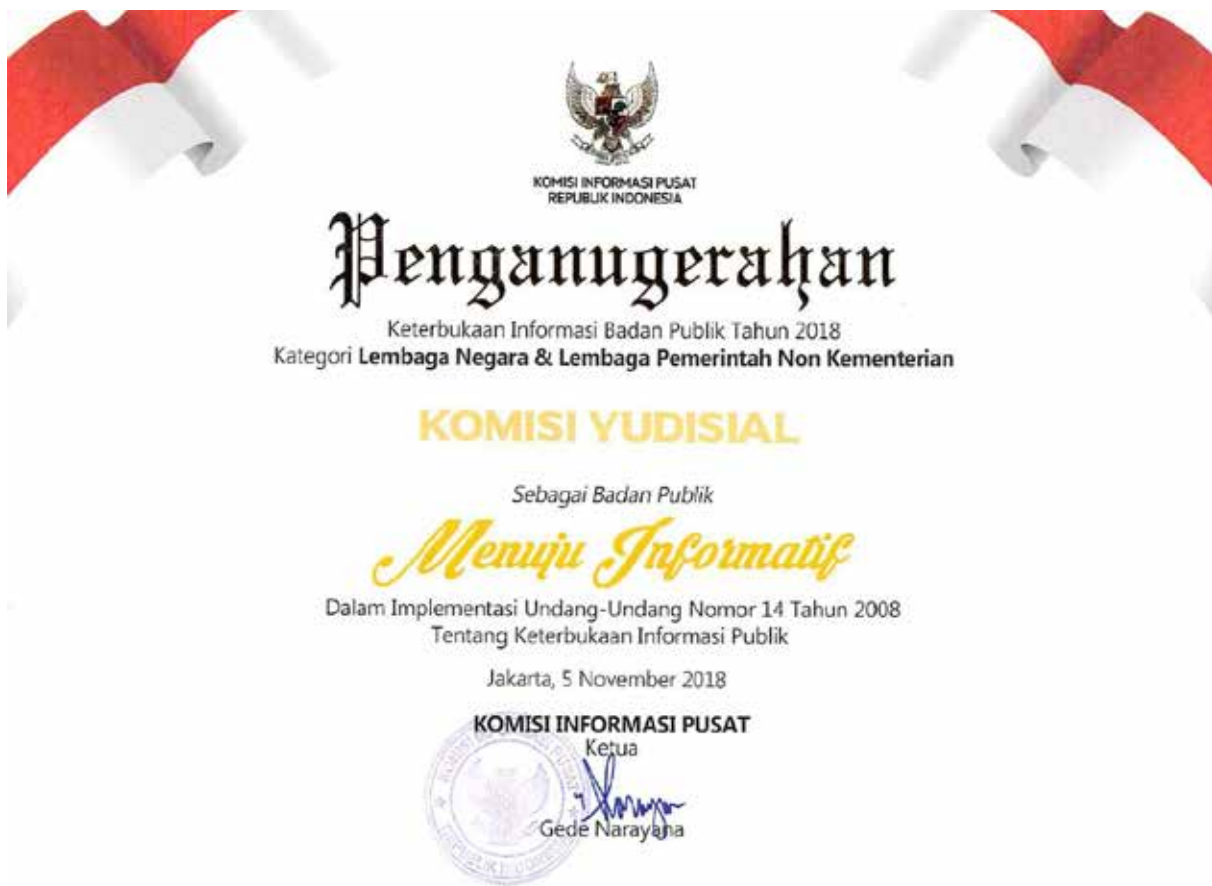 KOMISI INFORMASI PUSAT
REPUBLIK INDONESIA
Penganugerahan
Keterbukaan Informasi Badan Publik Tahun 2018
Kategori Lembaga Negara & Lembaga Pemerintah Non Kementerian
KOMISI YUDISIAL
Sebagai Badan Publik
Menuju Informatif
Dalam Implementasi Undang-Undang Nomor 14 Tahun 2008
Tentang Keterbukaan Informasi Publik
Jakarta, 5 November 2018
KOMISI INFORMASI PUSAT
Ketua
Gede Narayana